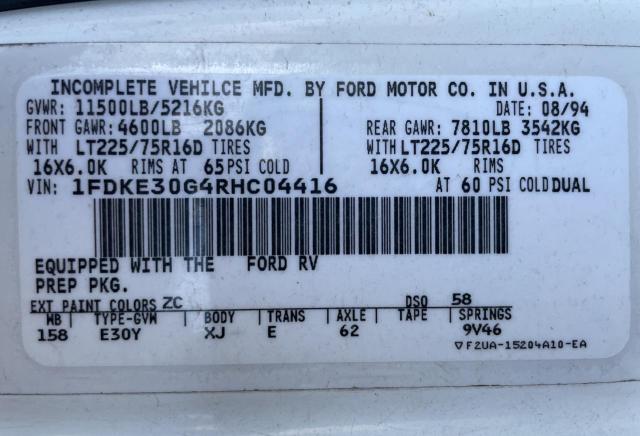 INCOMPLETE VEHILCE MFD. BY FORD MOTOR CO. IN U.S.A.
GVWR: 11500LB/5216KG DATE: 08/94
FRONT GAWR: 4600LB 2086KG REAR GAWR: 7810LB 3542KG
WITH LT225/75R16D TIRES WITH LT225/75R16D TIRES
16X6.0K RIMS AT 65PSI COLD 16X6.0K RIMS
VIN: 1FDKE30G4RHC04416 AT 60 PSI COLD DUAL
EQUIPPED WITH THE FORD RV
PREP PKG.
EXT PAINT COLORS ZC DSO 58
WB TYPE-GVM BODY TRANS AXLE TAPE SPRINGS
158 E30Y XJ E 62 9V46
▽ F2UA-15204A10-EA